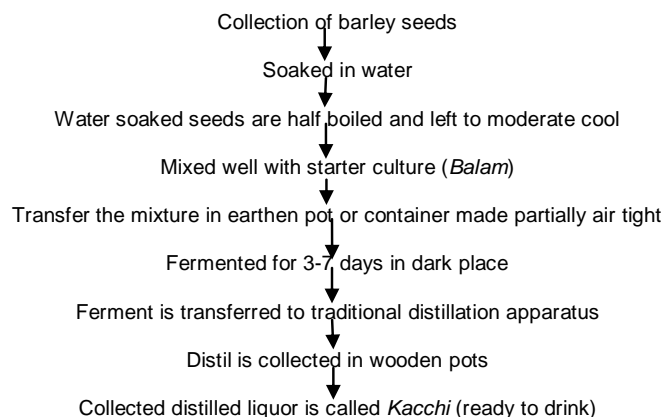 Collection of barley seeds
Soaked in water
Water soaked seeds are half boiled and left to moderate cool
Mixed well with starter culture (Balam)
Transfer the mixture in earthen pot or container made partially air tight
Fermented for 3-7 days in dark place
Ferment is transferred to traditional distillation apparatus
Distil is collected in wooden pots
Collected distilled liquor is called Kacchi (ready to drink)